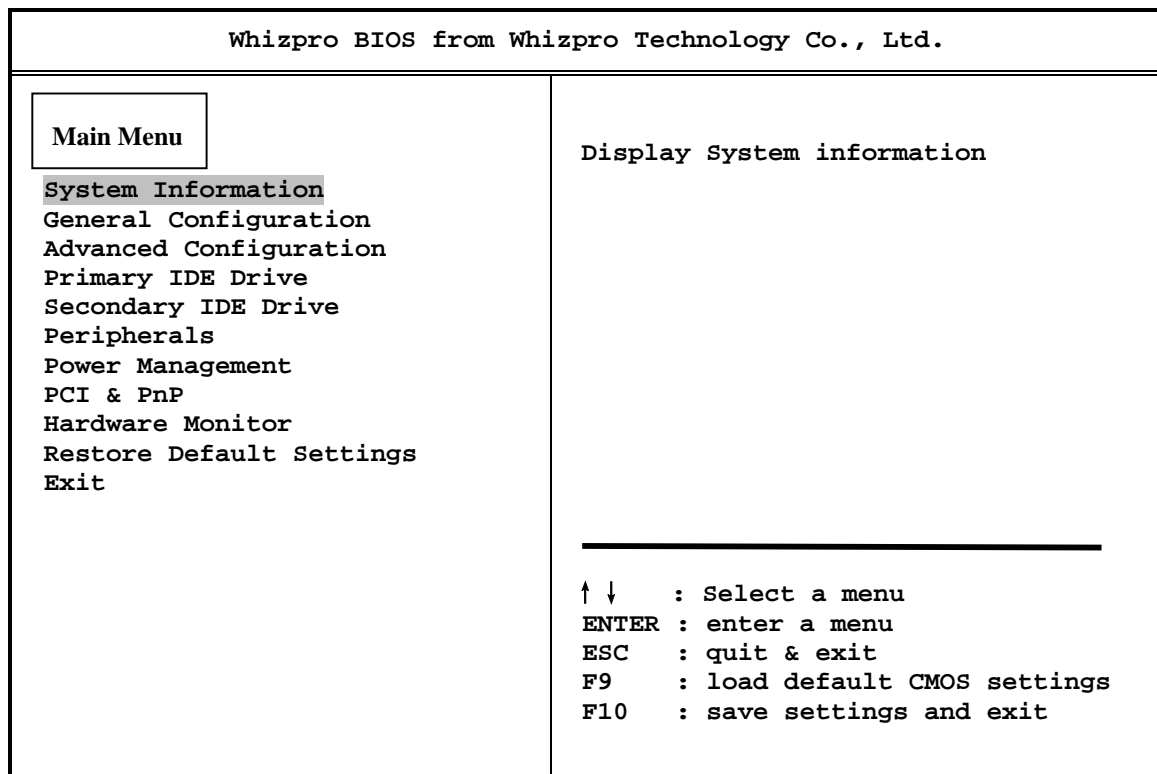 Whizpro BIOS from Whizpro Technology Co., Ltd.
Main Menu
System Information
General Configuration
Advanced Configuration
Primary IDE Drive
Secondary IDE Drive
Peripherals
Power Management
PCI & PnP
Hardware Monitor
Restore Default Settings
Exit
Display System information
↑ ↓ : Select a menu
ENTER : enter a menu
ESC : quit & exit
F9 : load default CMOS settings
F10 : save settings and exit